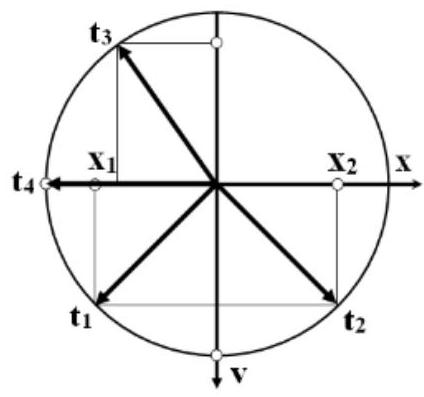 t₃
x₁ x₂ x
t₄
t₁ t₂
v